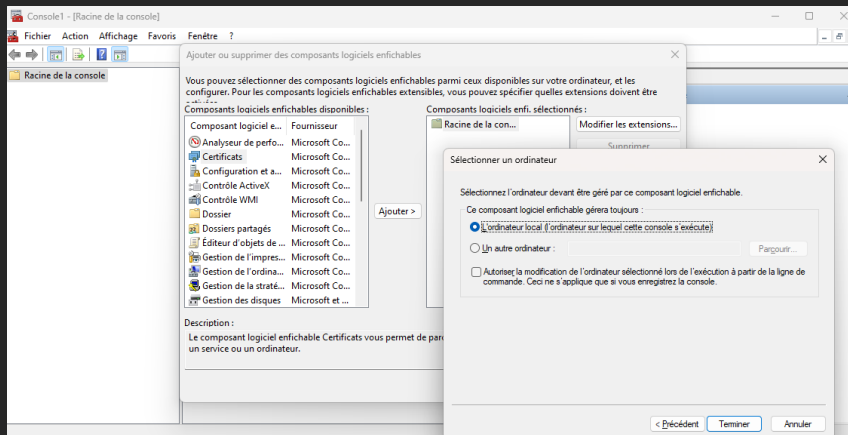 Console1 - [Racine de la console]
Fichier Action Affichage Favoris Fenêtre ?
Racine de la console
Ajouter ou supprimer des composants logiciels enfichables
Vous pouvez sélectionner des composants logiciels enfichables parmi ceux disponibles sur votre ordinateur, et les
configurer. Pour les composants logiciels enfichables extensibles, vous pouvez spécifier quelles extensions doivent être
Composants logiciels enfichables disponibles :
Composant logiciel e... Fournisseur
Analyseur de perfo... Microsoft Co...
Certificats Microsoft Co...
Configuration et a... Microsoft Co...
Contrôle ActiveX Microsoft Co...
Contrôle WMI Microsoft Co...
Dossier Microsoft Co...
Dossiers partagés Microsoft Co...
Éditeur d'objets de ... Microsoft Co...
Gestion de l'impres... Microsoft Co...
Gestion de l'ordina... Microsoft Co...
Gestion de la straté... Microsoft Co...
Gestion des disques Microsoft et ...
Ajouter >
Composants logiciels enfi. sélectionnés :
Racine de la con...
Modifier les extensions...
Supprimer
Description :
Le composant logiciel enfichable Certificats vous permet de par
un service ou un ordinateur.
Sélectionner un ordinateur
Sélectionnez l'ordinateur devant être géré par ce composant logiciel enfichable.
Ce composant logiciel enfichable gérera toujours :
L'ordinateur local (l'ordinateur sur lequel cette console s'exécute)
Un autre ordinateur :
Parcourir...
Autoriser la modification de l'ordinateur sélectionné lors de l'exécution à partir de la ligne de
commande. Ceci ne s'applique que si vous enregistrez la console.
< Précédent Terminer Annuler